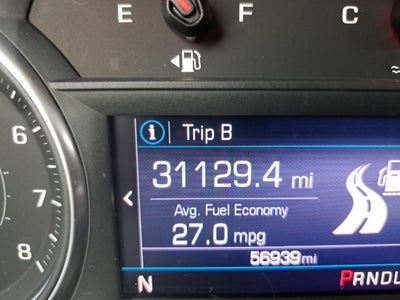 E F C
6
7
8
Trip B
31129.4 mi
Avg. Fuel Economy
27.0 mpg
56939mi
N PRNDL